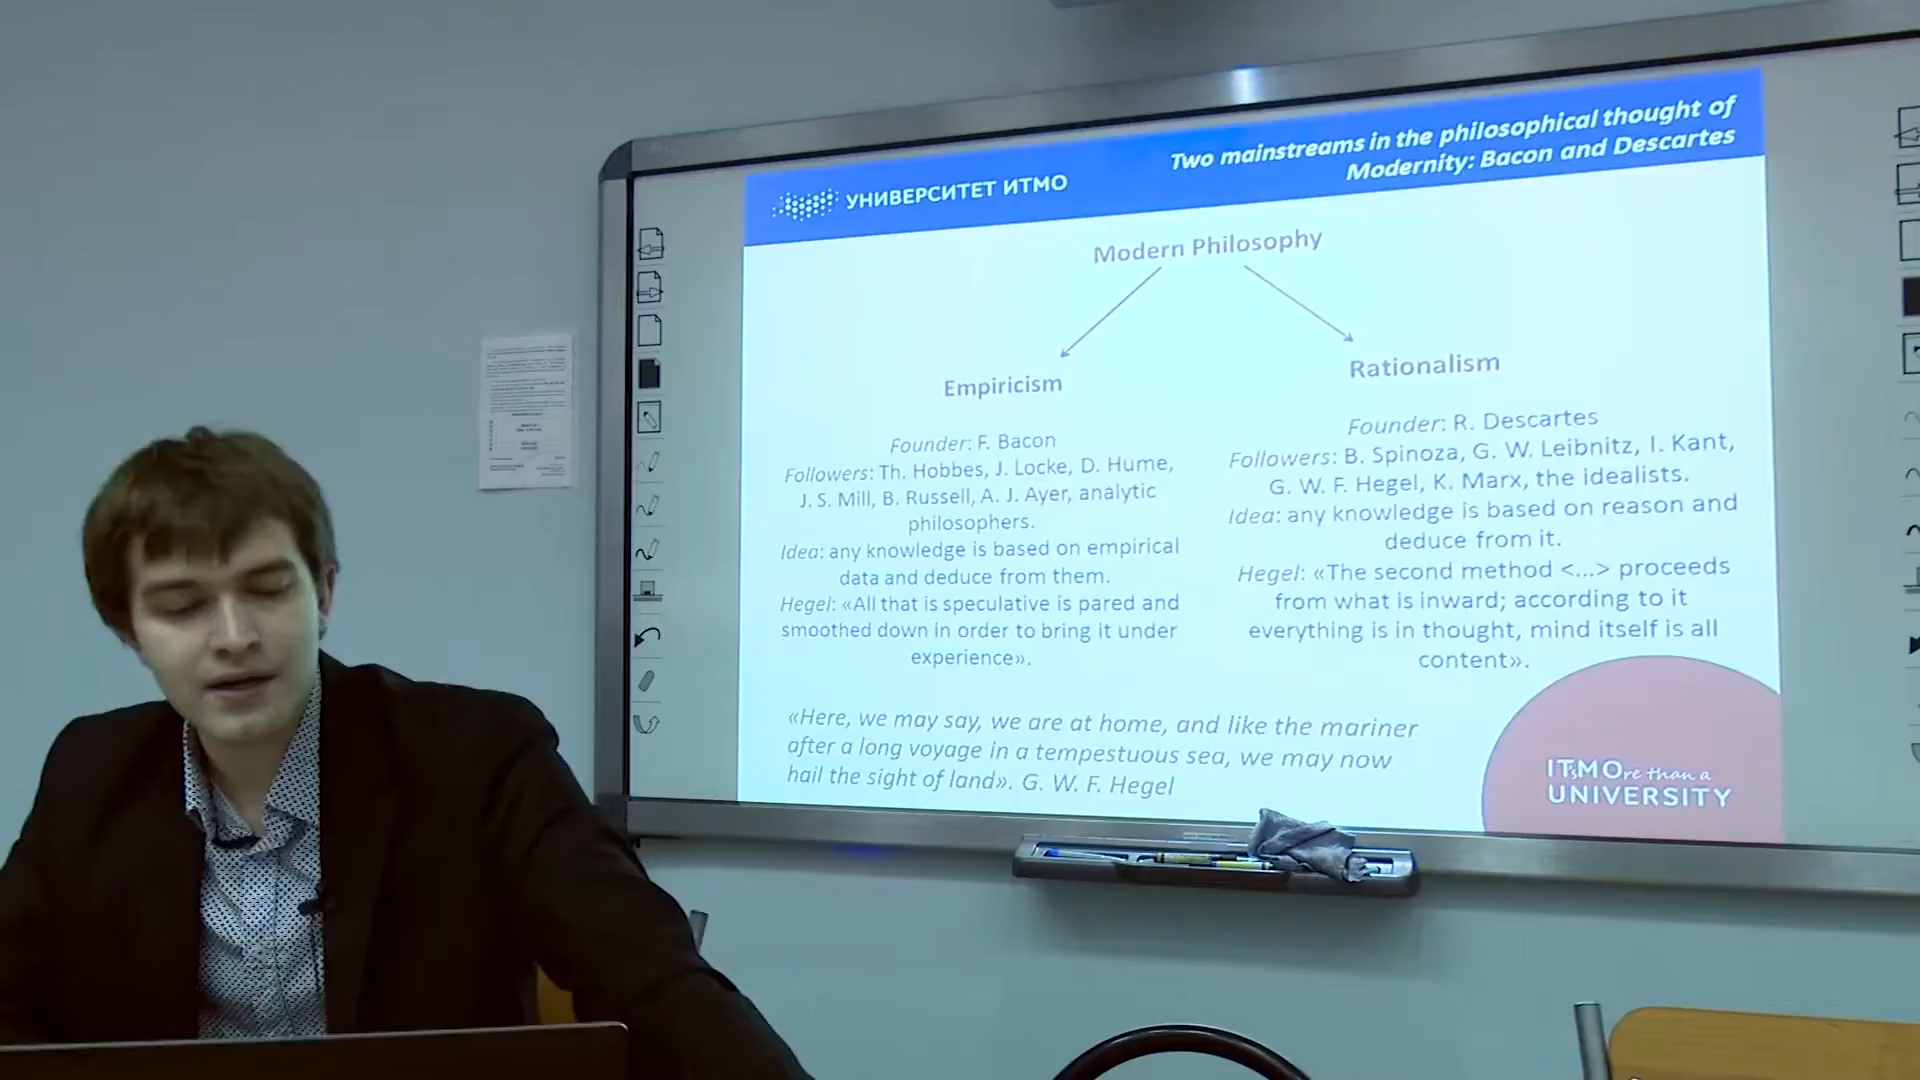 Two mainstreams in the philosophical thought of
Modernity: Bacon and Descartes
УНИВЕРСИТЕТ ИТМО
Modern Philosophy
Empiricism
Founder: F. Bacon
Followers: Th. Hobbes, J. Locke, D. Hume,
J. S. Mill, B. Russell, A. J. Ayer, analytic
philosophers.
Idea: any knowledge is based on empirical
data and deduce from them.
Hegel: «All that is speculative is pared and
smoothed down in order to bring it under
experience».
Rationalism
Founder: R. Descartes
Followers: B. Spinoza, G. W. Leibnitz, I. Kant,
G. W. F. Hegel, K. Marx, the idealists.
Idea: any knowledge is based on reason and
deduce from it.
Hegel: «The second method <...> proceeds
from what is inward; according to it
everything is in thought, mind itself is all
content».
«Here, we may say, we are at home, and like the mariner
after a long voyage in a tempestuous sea, we may now
hail the sight of land». G. W. F. Hegel
ITsMOre than a
UNIVERSITY